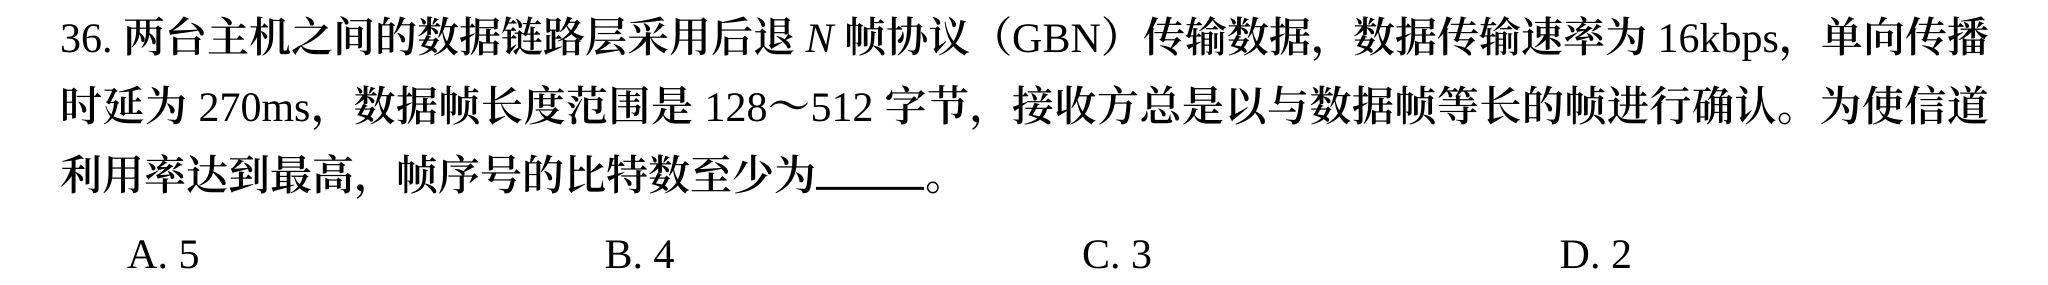 36. 两台主机之间的数据链路层采用后退 N 帧协议（GBN）传输数据，数据传输速率为 16kbps，单向传播
时延为 270ms，数据帧长度范围是 128～512 字节，接收方总是以与数据帧等长的帧进行确认。为使信道
利用率达到最高，帧序号的比特数至少为_____。
A. 5 B. 4 C. 3 D. 2